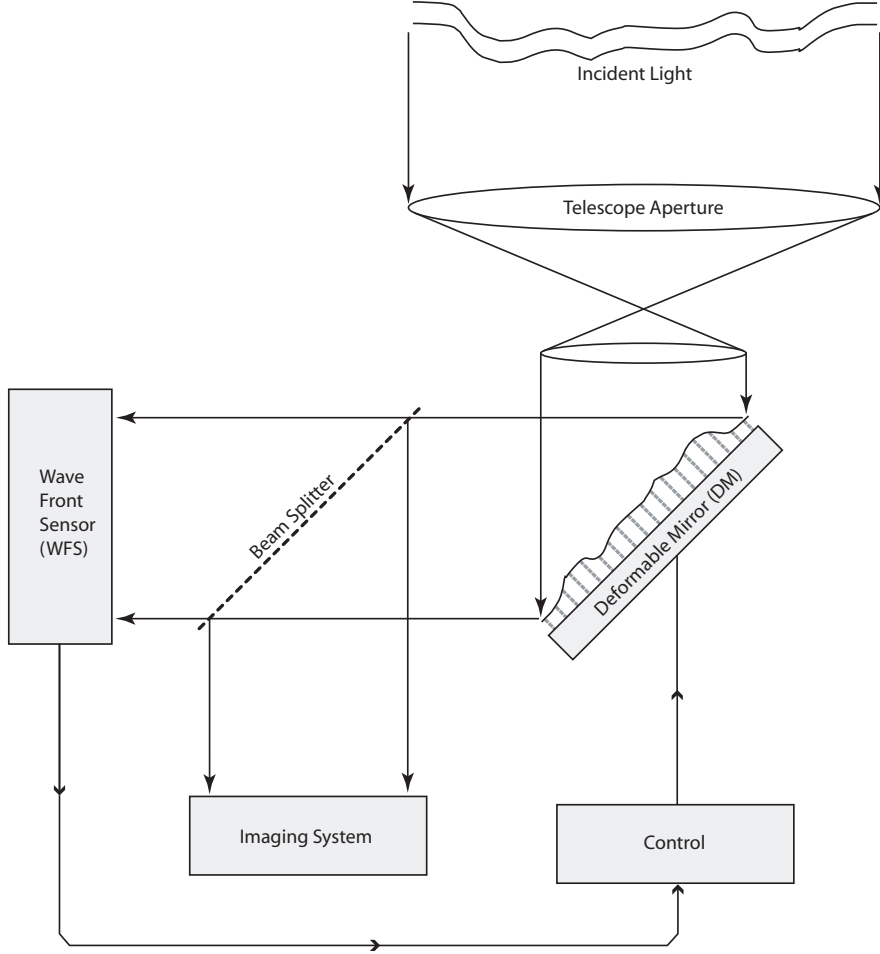 Incident Light
Telescope Aperture
Wave
Front
Sensor
(WFS)
Beam Splitter
Deformable Mirror (DM)
Imaging System
Control